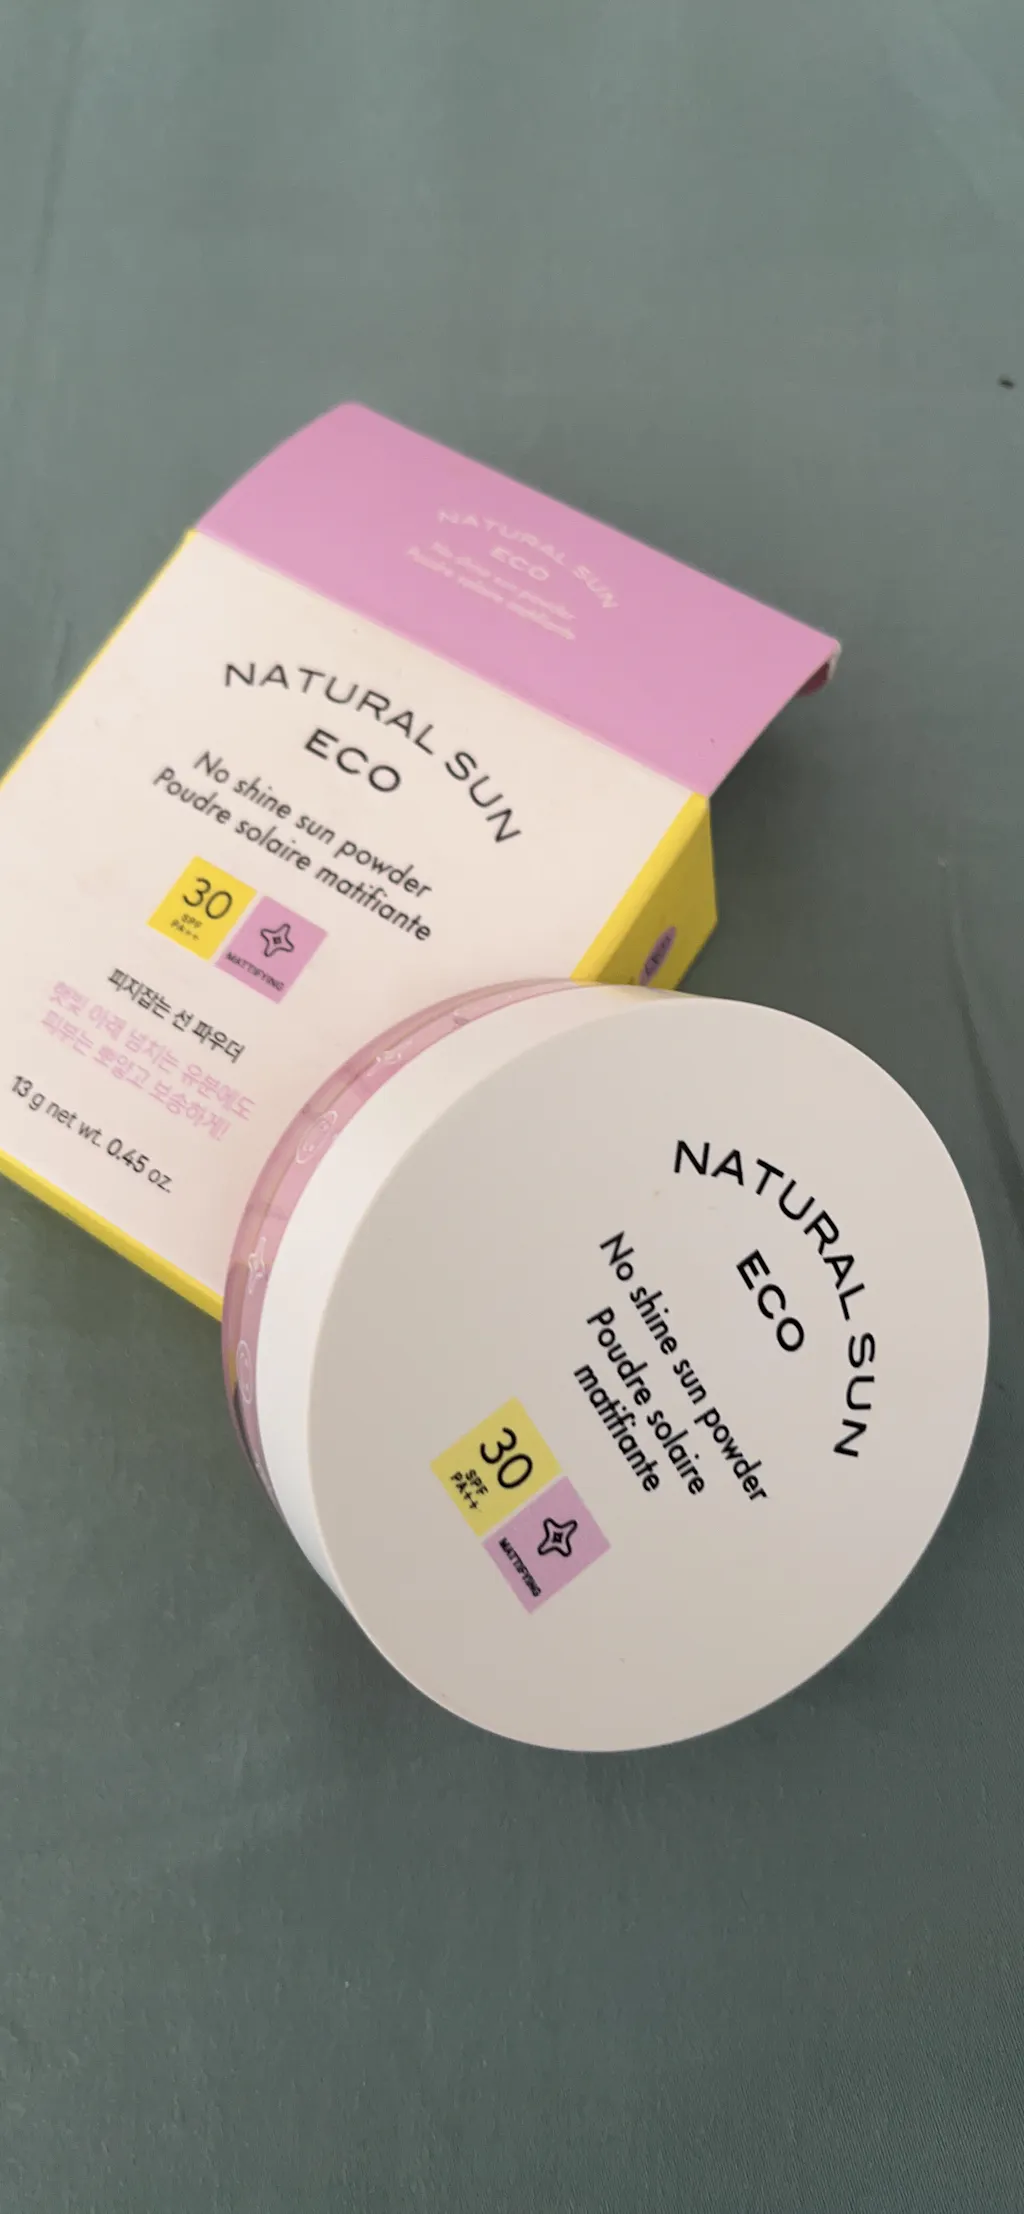 NATURAL SUN
ECO
No shine sun powder
Poudre solaire matifiante
NATURAL SUN
ECO
No shine sun powder
Poudre solaire matifiante
30
SPF
PA++
MATTIFYING
피지잡는 선 파우더
햇빛 아래 넘치는 유분에도
피부는 뽀얗고 보송하게!
13 g net wt. 0.45 oz.
NATURAL SUN
ECO
No shine sun powder
Poudre solaire
matifiante
30
SPF
PA++
MATTIFYING